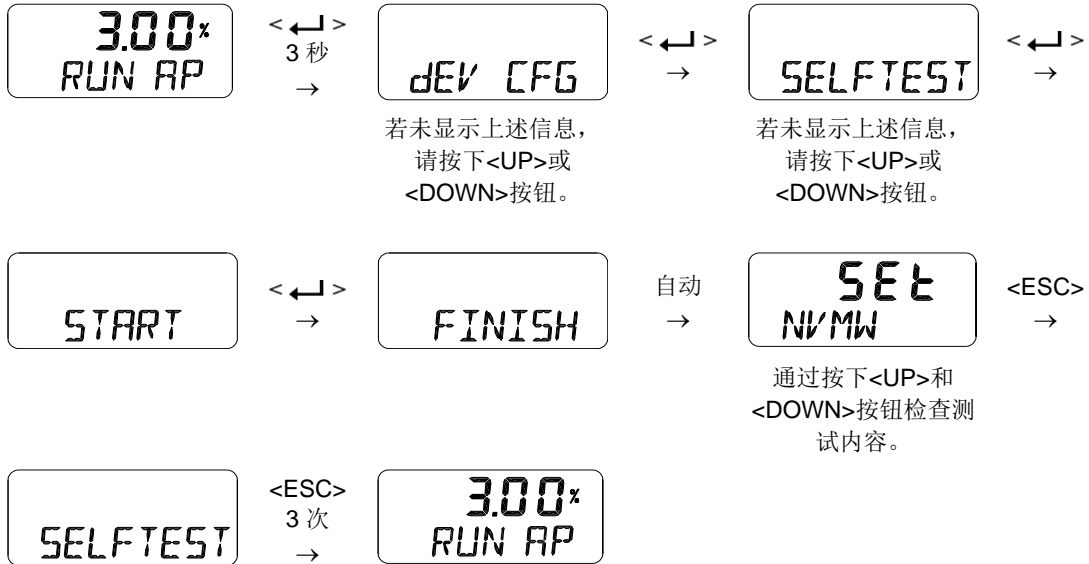 3.00%
RUN AP
< ↵ >
3 秒
→
dEV CFG
若未显示上述信息，
请按下<UP>或
<DOWN>按钮。
< ↵ >
→
SELFTEST
若未显示上述信息，
请按下<UP>或
<DOWN>按钮。
< ↵ >
→
START
< ↵ >
→
FINISH
自动
→
SEt
NVMW
通过按下<UP>和
<DOWN>按钮检查测
试内容。
<ESC>
→
SELFTEST
<ESC>
3 次
→
3.00%
RUN AP